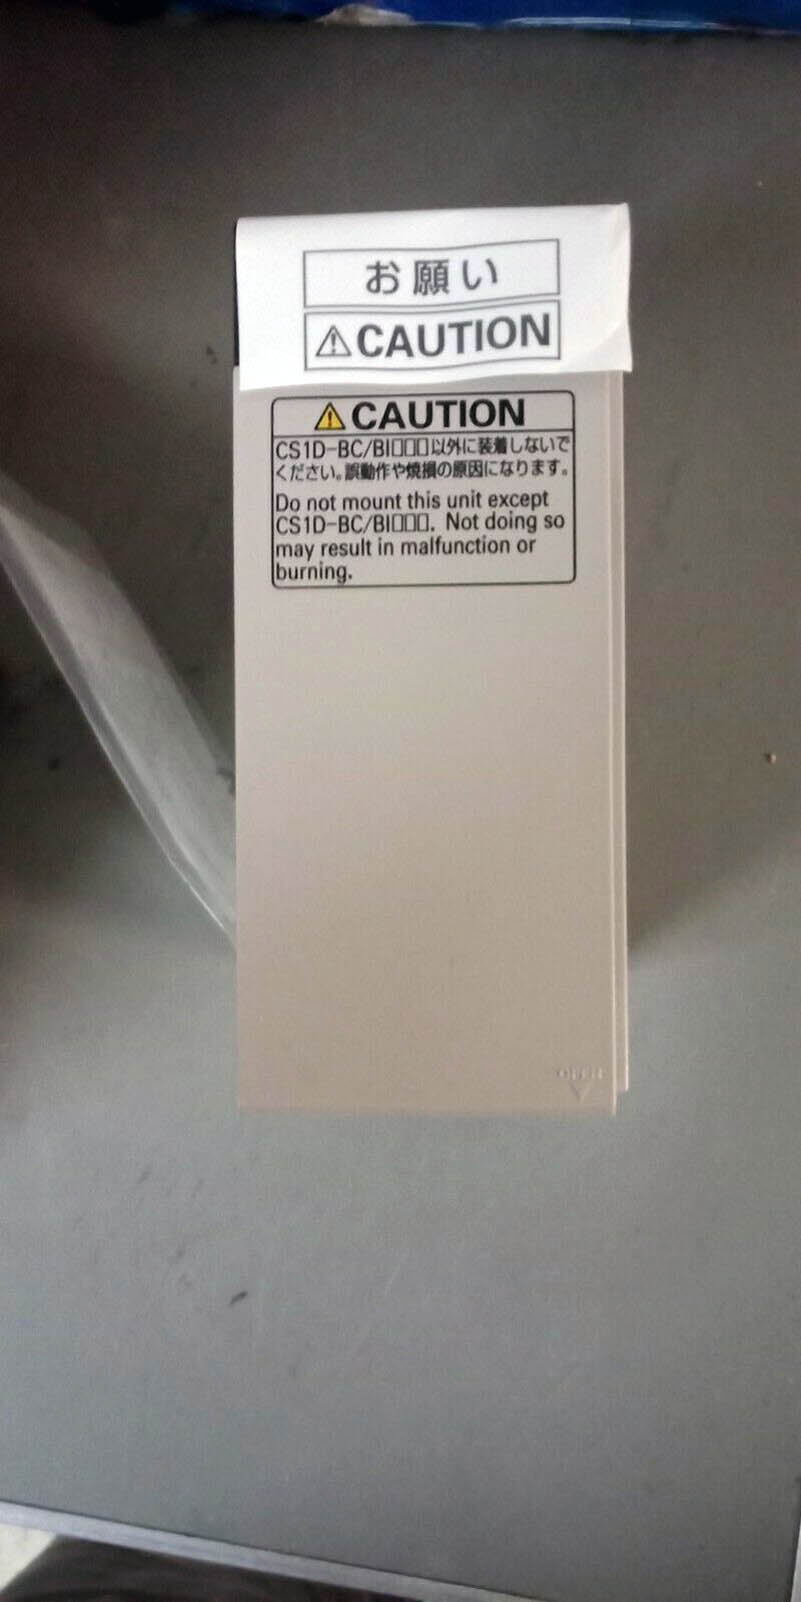 お願い
⚠CAUTION
⚠CAUTION
CS1D-BC/BI□□□以外に装着しないで
ください。誤動作や焼損の原因になります。
Do not mount this unit except
CS1D-BC/BI□□□. Not doing so
may result in malfunction or
burning.